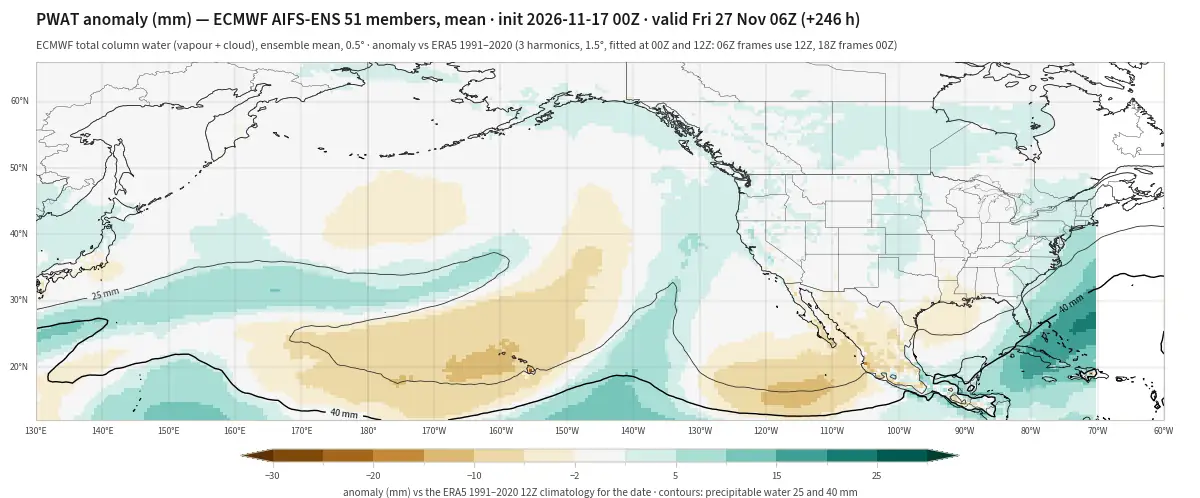 PWAT anomaly (mm) — ECMWF AIFS-ENS 51 members, mean · init 2026-11-17 00Z · valid Fri 27 Nov 06Z (+246 h)
ECMWF total column water (vapour + cloud), ensemble mean, 0.5° · anomaly vs ERA5 1991–2020 (3 harmonics, 1.5°, fitted at 00Z and 12Z: 06Z frames use 12Z, 18Z frames 00Z)
60°N
50°N
40°N
30°N
20°N
25 mm
40 mm
40 mm
130°E 140°E 150°E 160°E 170°E 180° 170°W 160°W 150°W 140°W 130°W 120°W 110°W 100°W 90°W 80°W 70°W 60°W
−30 −20 −10 −2 5 15 25
anomaly (mm) vs the ERA5 1991–2020 12Z climatology for the date · contours: precipitable water 25 and 40 mm